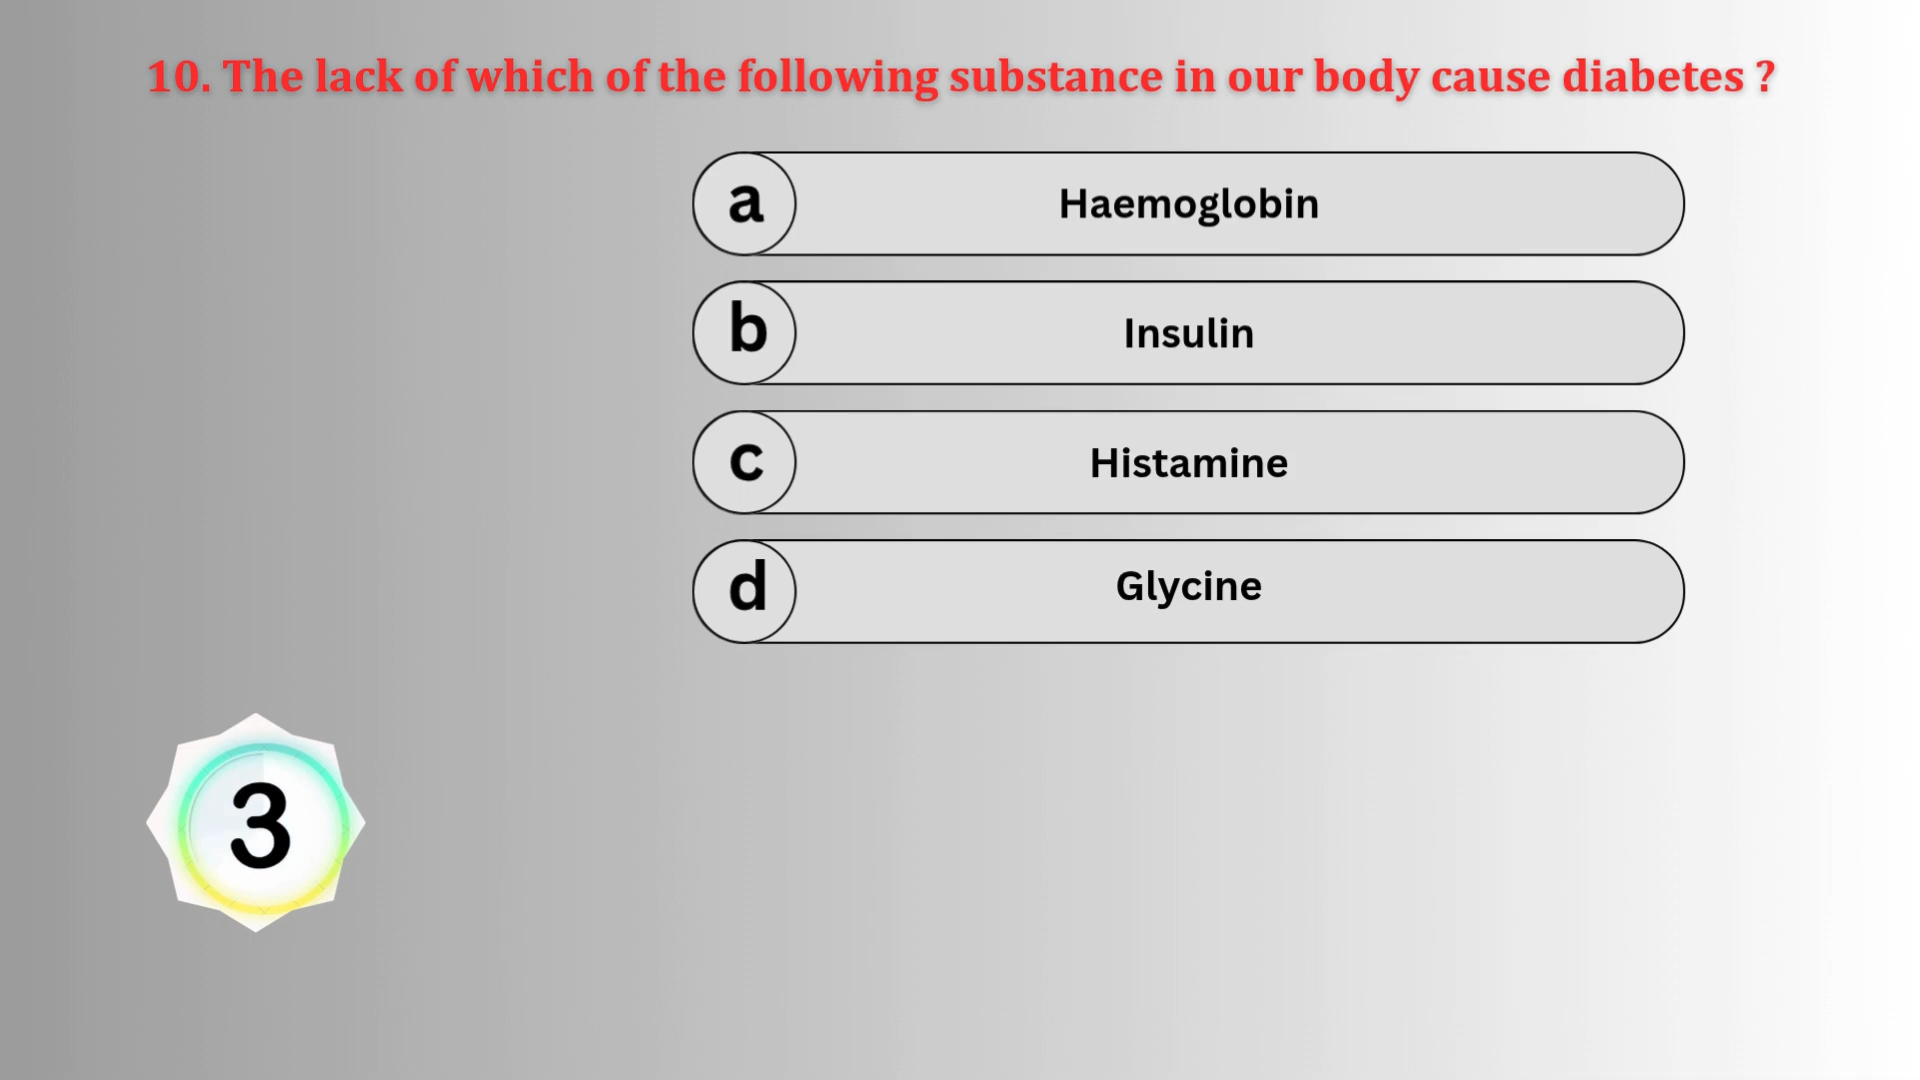 10. The lack of which of the following substance in our body cause diabetes ?
a Haemoglobin
b Insulin
c Histamine
d Glycine
3